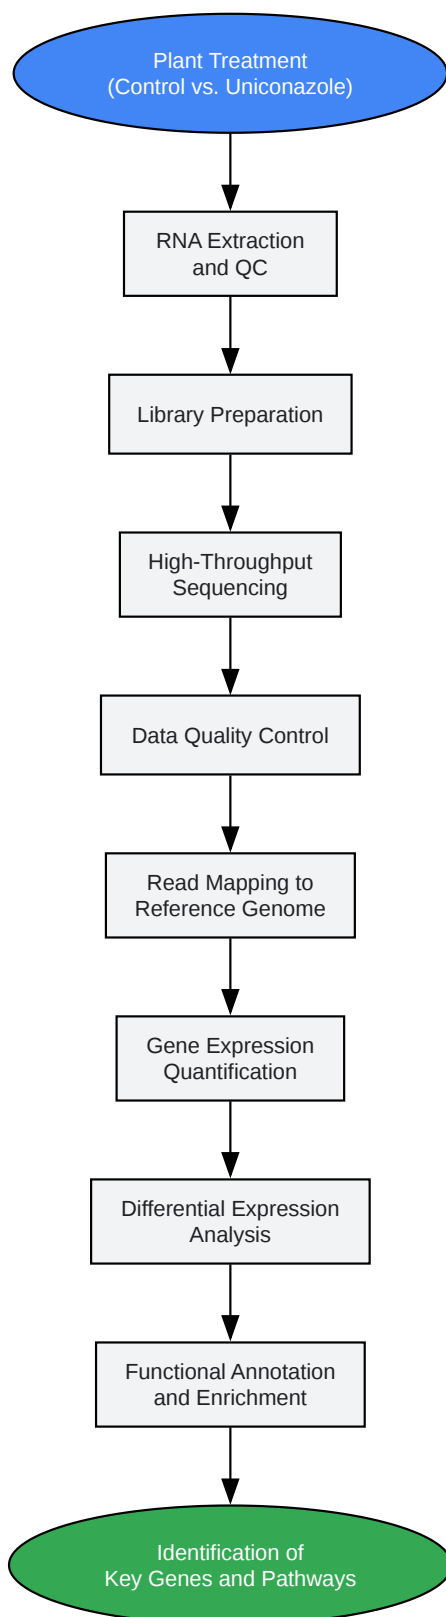 Plant Treatment
(Control vs. Uniconazole)
RNA Extraction
and QC
Library Preparation
High-Throughput
Sequencing
Data Quality Control
Read Mapping to
Reference Genome
Gene Expression
Quantification
Differential Expression
Analysis
Functional Annotation
and Enrichment
Identification of
Key Genes and Pathways